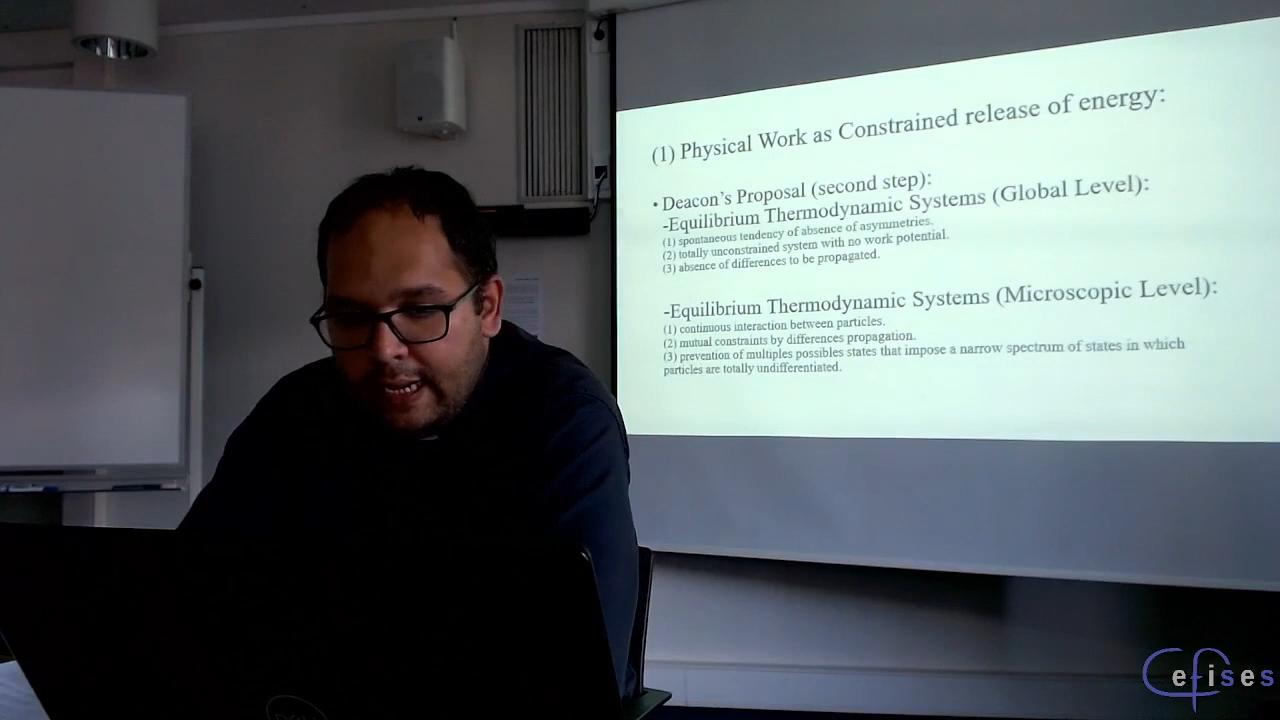 (1) Physical Work as Constrained release of energy:
• Deacon's Proposal (second step):
-Equilibrium Thermodynamic Systems (Global Level):
(1) spontaneous tendency of absence of asymmetries.
(2) totally unconstrained system with no work potential.
(3) absence of differences to be propagated.
-Equilibrium Thermodynamic Systems (Microscopic Level):
(1) continuous interaction between particles.
(2) mutual constraints by differences propagation.
(3) prevention of multiples possibles states that impose a narrow spectrum of states in which
particles are totally undifferentiated.
Cefises